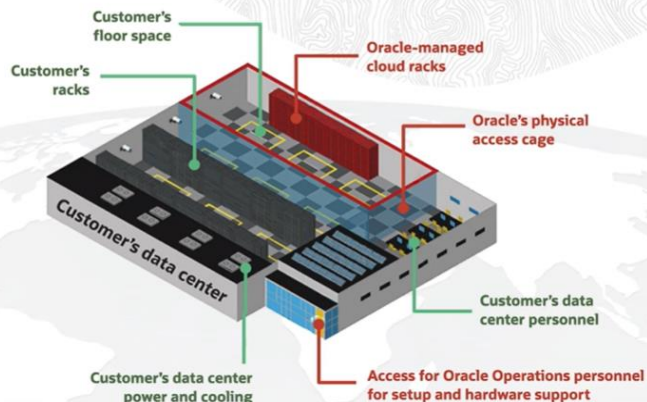 Customer's
floor space
Customer's
racks
Oracle-managed
cloud racks
Oracle's physical
access cage
Customer's data center
Customer's data
center personnel
Customer's data center
power and cooling
Access for Oracle Operations personnel
for setup and hardware support